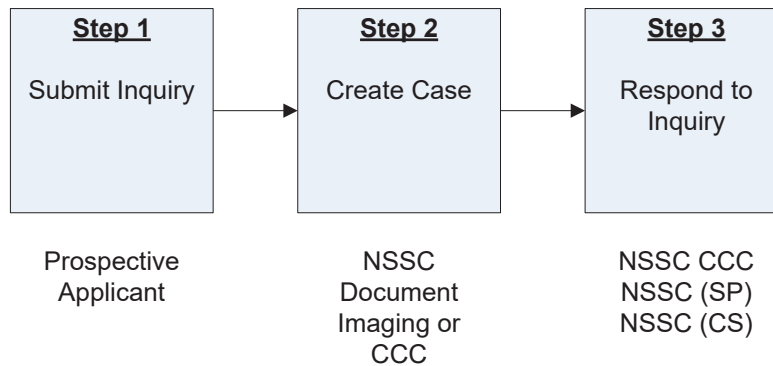 Step 1
Submit Inquiry
Step 2
Create Case
Step 3
Respond to
Inquiry
Prospective
Applicant
NSSC
Document
Imaging or
CCC
NSSC CCC
NSSC (SP)
NSSC (CS)